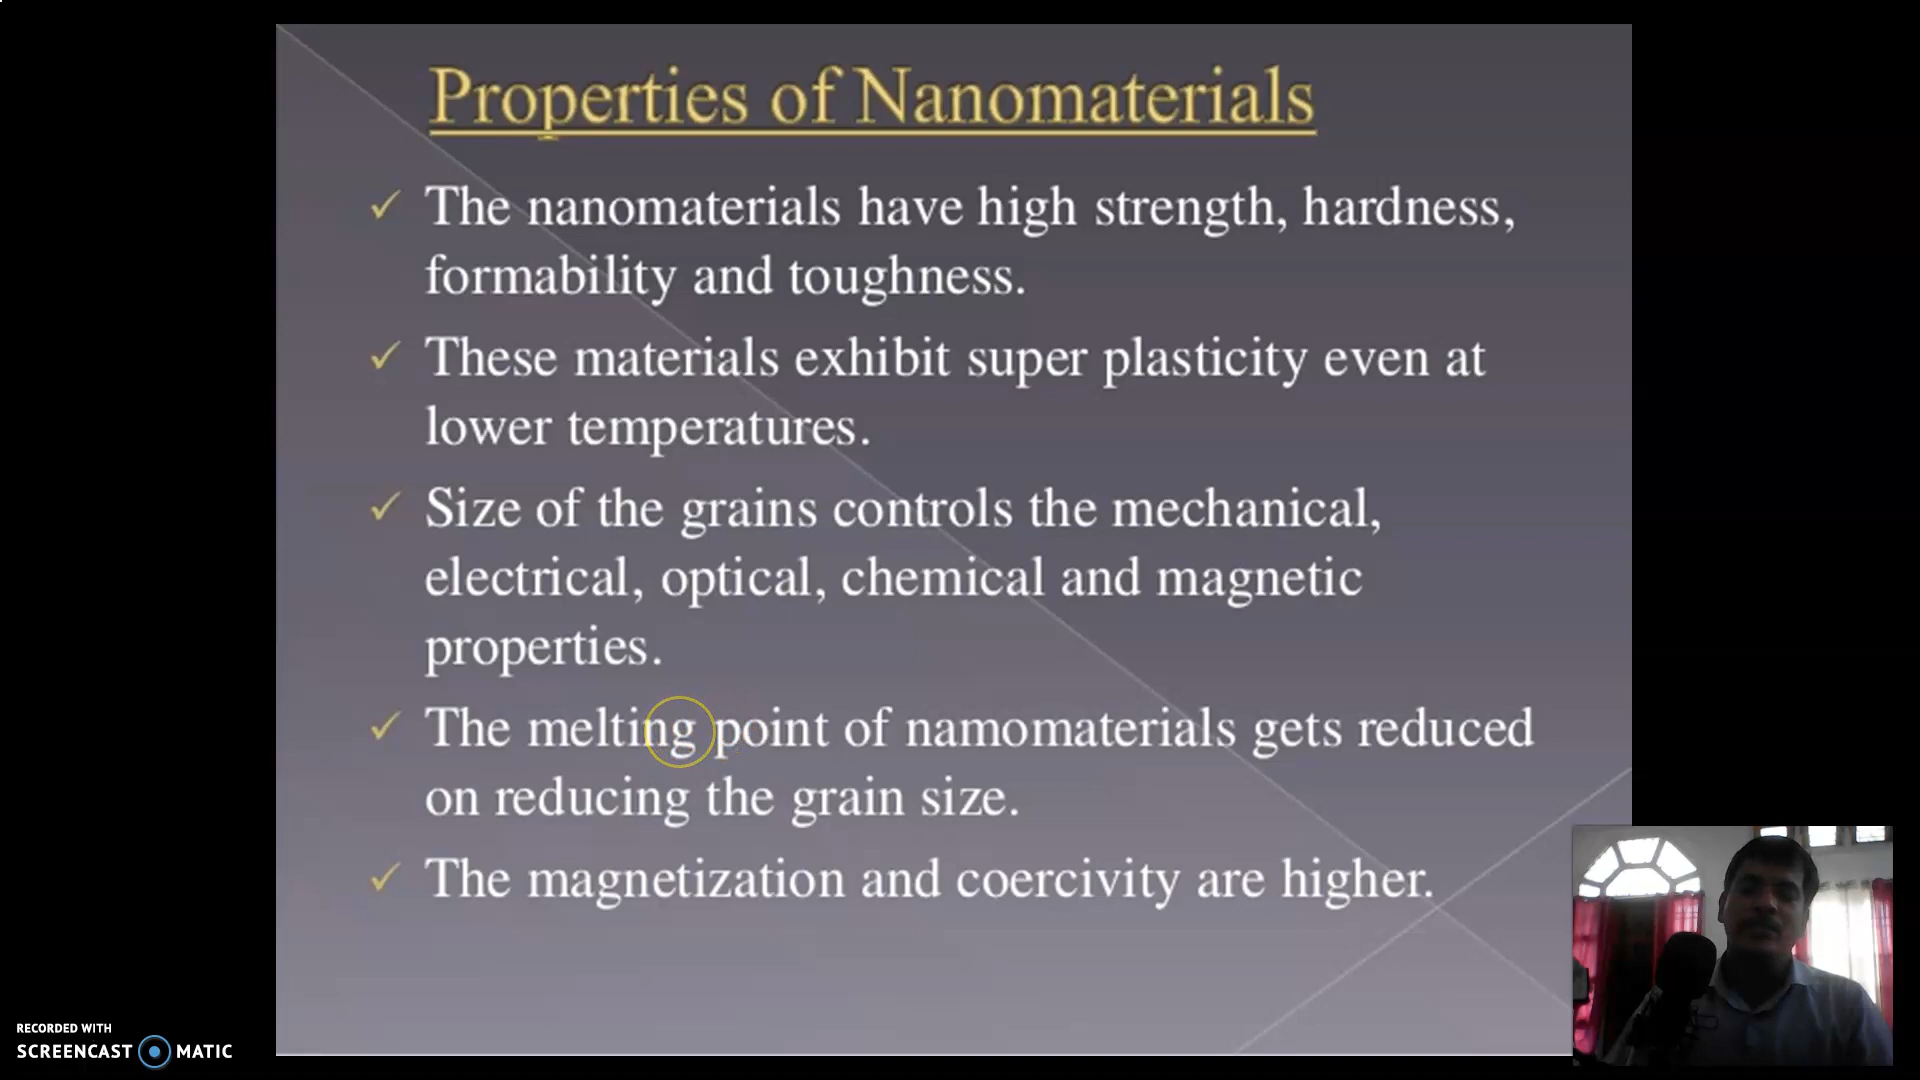 Properties of Nanomaterials
✓ The nanomaterials have high strength, hardness,
formability and toughness.
✓ These materials exhibit super plasticity even at
lower temperatures.
✓ Size of the grains controls the mechanical,
electrical, optical, chemical and magnetic
properties.
✓ The melting point of namomaterials gets reduced
on reducing the grain size.
✓ The magnetization and coercivity are higher.
RECORDED WITH
SCREENCAST MATIC